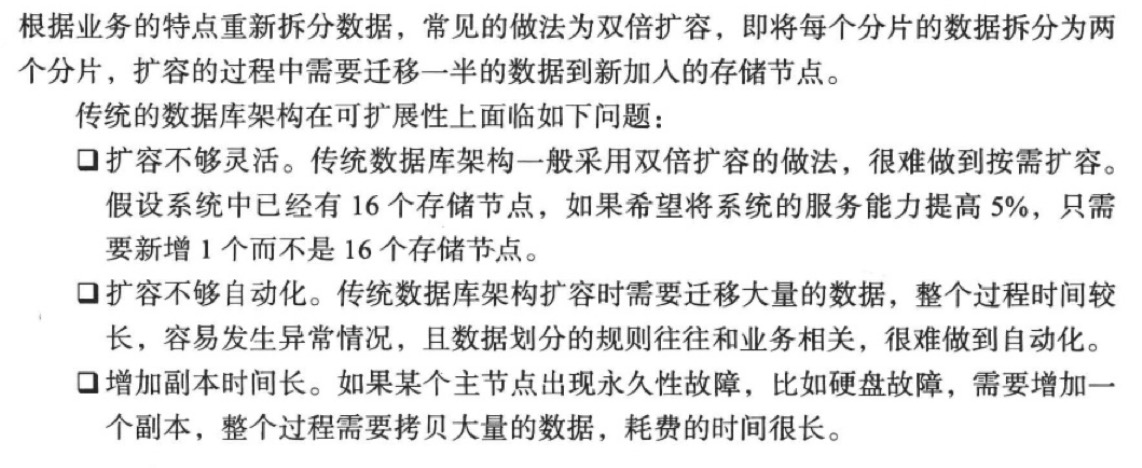 根据业务的特点重新拆分数据，常见的做法为双倍扩容，即将每个分片的数据拆分为两
个分片，扩容的过程中需要迁移一半的数据到新加入的存储节点。
传统的数据库架构在可扩展性上面临如下问题：
❏扩容不够灵活。传统数据库架构一般采用双倍扩容的做法，很难做到按需扩容。
假设系统中已经有 16 个存储节点，如果希望将系统的服务能力提高 5%，只需
要新增 1 个而不是 16 个存储节点。
❏扩容不够自动化。传统数据库架构扩容时需要迁移大量的数据，整个过程时间较
长，容易发生异常情况，且数据划分的规则往往和业务相关，很难做到自动化。
❏增加副本时间长。如果某个主节点出现永久性故障，比如硬盘故障，需要增加一
个副本，整个过程需要拷贝大量的数据，耗费的时间很长。